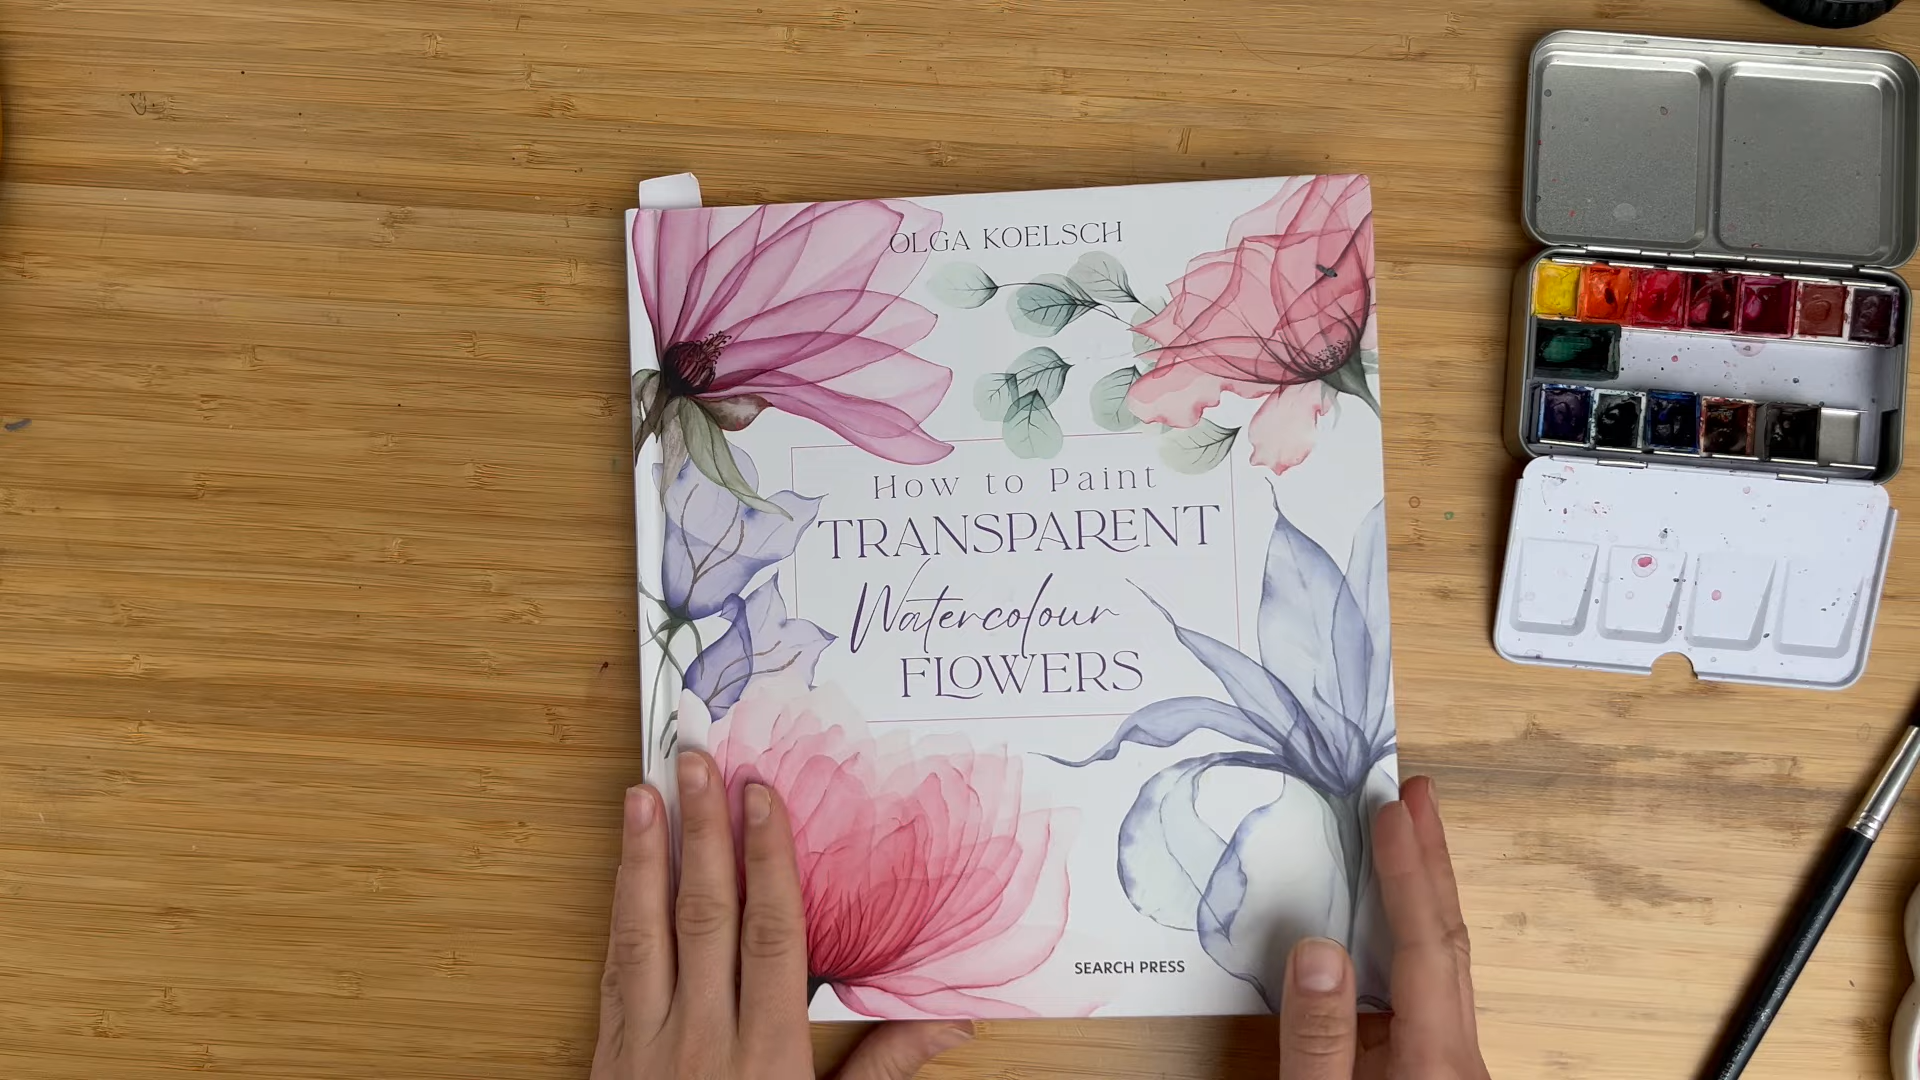 OLGA KOELSCH
How to Paint
TRANSPARENT
Watercolour
FLOWERS
SEARCH PRESS